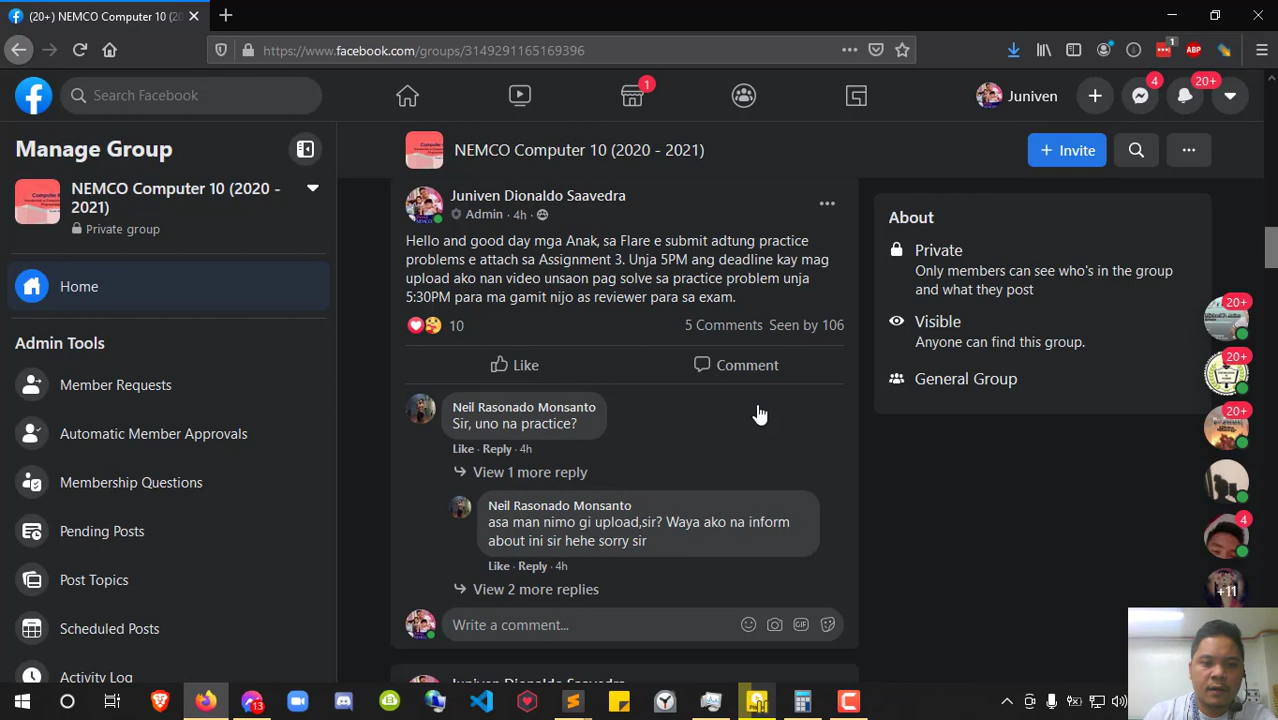 (20+) NEMCO Computer 10 (20
https://www.facebook.com/groups/3149291165169396
1
ABP
Search Facebook
1
Juniven
4
20+
Manage Group
NEMCO Computer 10 (2020 -
2021)
Private group
Home
Admin Tools
Member Requests
Automatic Member Approvals
Membership Questions
Pending Posts
Post Topics
Scheduled Posts
Activity Log
NEMCO Computer 10 (2020 - 2021)
+ Invite
Juniven Dionaldo Saavedra
Admin · 4h ·
Hello and good day mga Anak, sa Flare e submit adtung practice
problems e attach sa Assignment 3. Unja 5PM ang deadline kay mag
upload ako nan video unsaon pag solve sa practice problem unja
5:30PM para ma gamit nijo as reviewer para sa exam.
10
5 Comments Seen by 106
Like
Comment
Neil Rasonado Monsanto
Sir, uno na practice?
Like · Reply · 4h
View 1 more reply
Neil Rasonado Monsanto
asa man nimo gi upload,sir? Waya ako na inform
about ini sir hehe sorry sir
Like · Reply · 4h
View 2 more replies
Write a comment...
GIF
About
Private
Only members can see who's in the group
and what they post
Visible
Anyone can find this group.
General Group
20+
20+
20+
4
+11
13